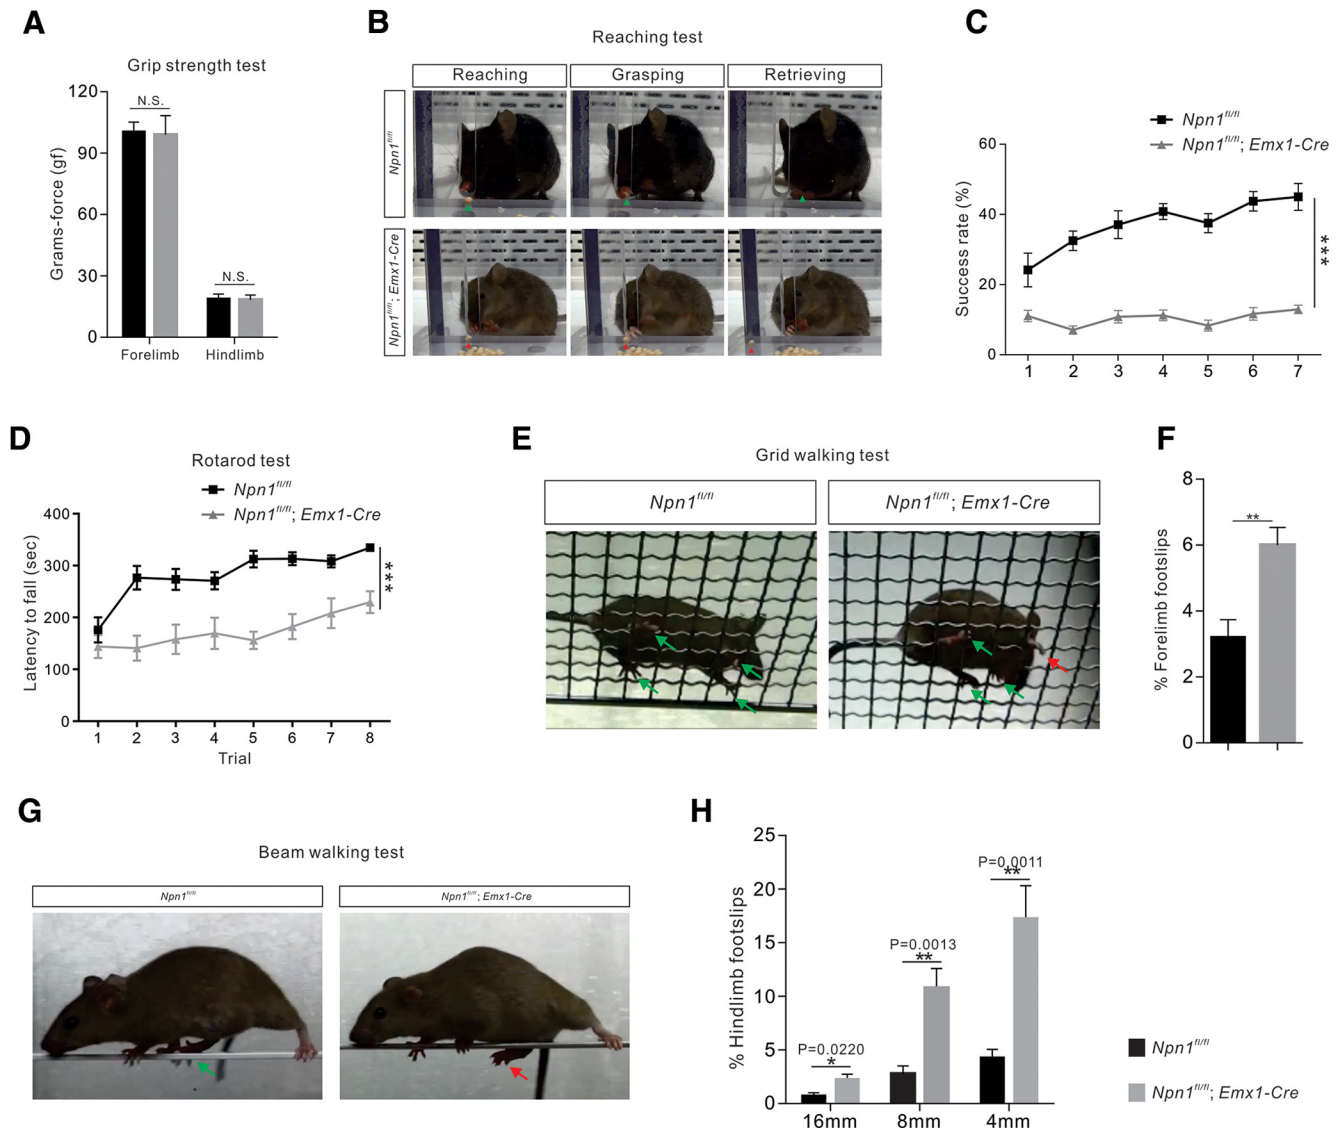 A
Grip strength test
Grams-force (gf)
120
90
60
30
0
N.S.
N.S.
Forelimb
Hindlimb
B
Reaching test
Reaching
Grasping
Retrieving
Npn1fl/fl
Npn1fl/fl; Emx1-Cre
C
Npn1fl/fl
Npn1fl/fl; Emx1-Cre
Success rate (%)
60
40
20
0
1 2 3 4 5 6 7
***
D
Rotarod test
Npn1fl/fl
Npn1fl/fl; Emx1-Cre
Latency to fall (sec)
400
300
200
100
0
***
1 2 3 4 5 6 7 8
Trial
E
Grid walking test
Npn1fl/fl
Npn1fl/fl; Emx1-Cre
F
% Forelimb footslips
8
6
4
2
0
**
G
Beam walking test
Npn1fl/fl
Npn1fl/fl; Emx1-Cre
H
% Hindlimb footslips
25
20
15
10
5
0
P=0.0220
*
P=0.0013
**
P=0.0011
**
16mm 8mm 4mm
Npn1fl/fl
Npn1fl/fl; Emx1-Cre